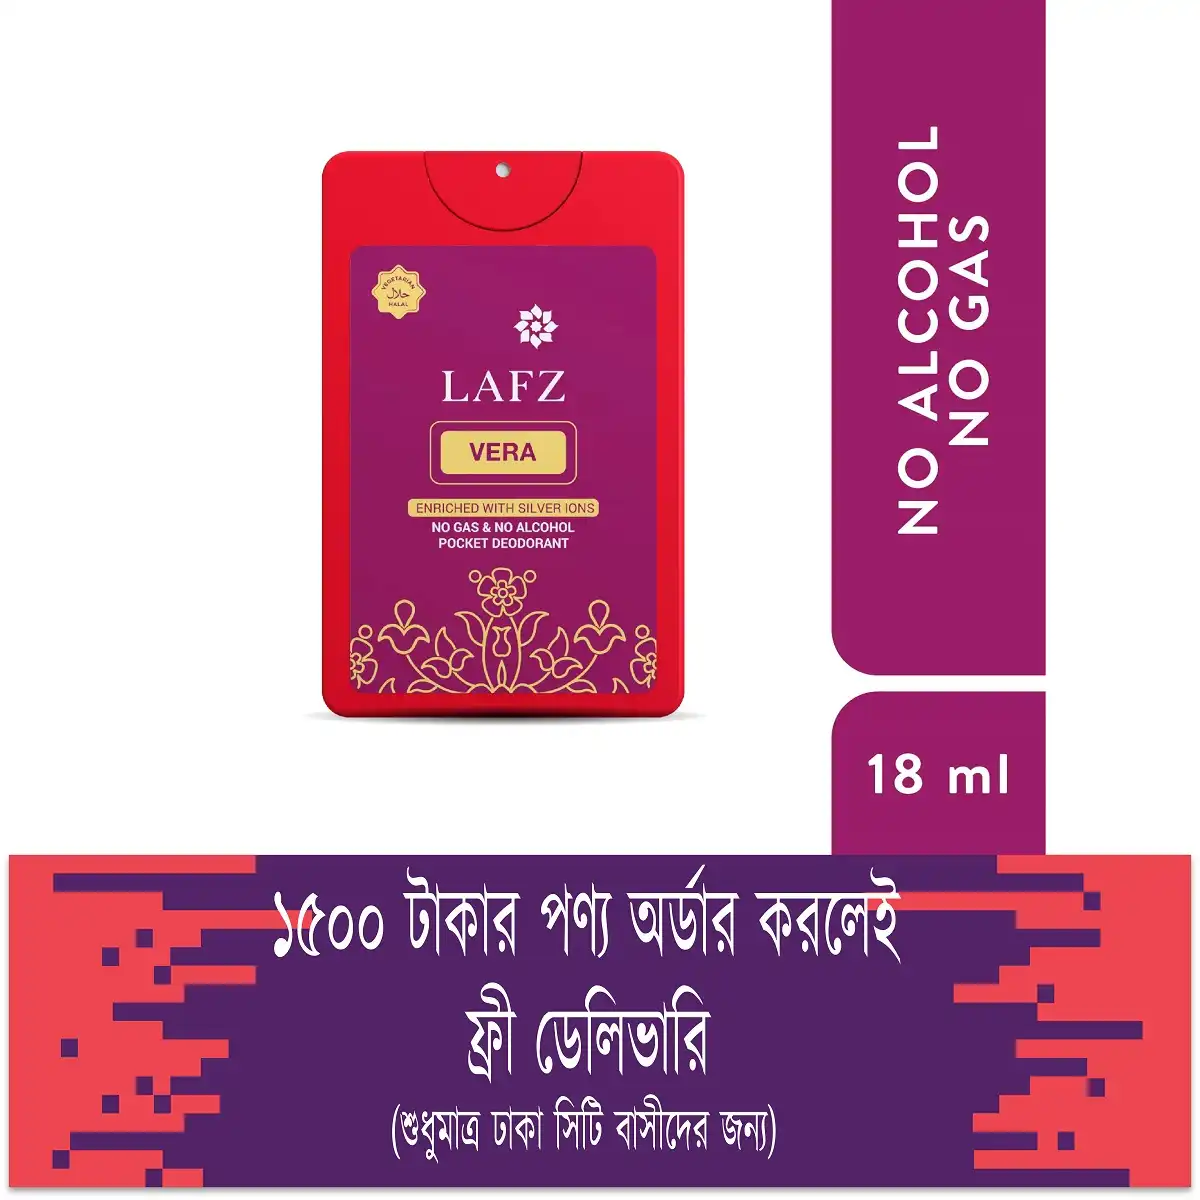 VEGETARIAN
حلال
HALAL
LAFZ
VERA
ENRICHED WITH SILVER IONS
NO GAS & NO ALCOHOL
POCKET DEODORANT
NO ALCOHOL
NO GAS
18 ml
১৫০০ টাকার পণ্য অর্ডার করলেই
ফ্রী ডেলিভারি
(শুধুমাত্র ঢাকা সিটি বাসীদের জন্য)